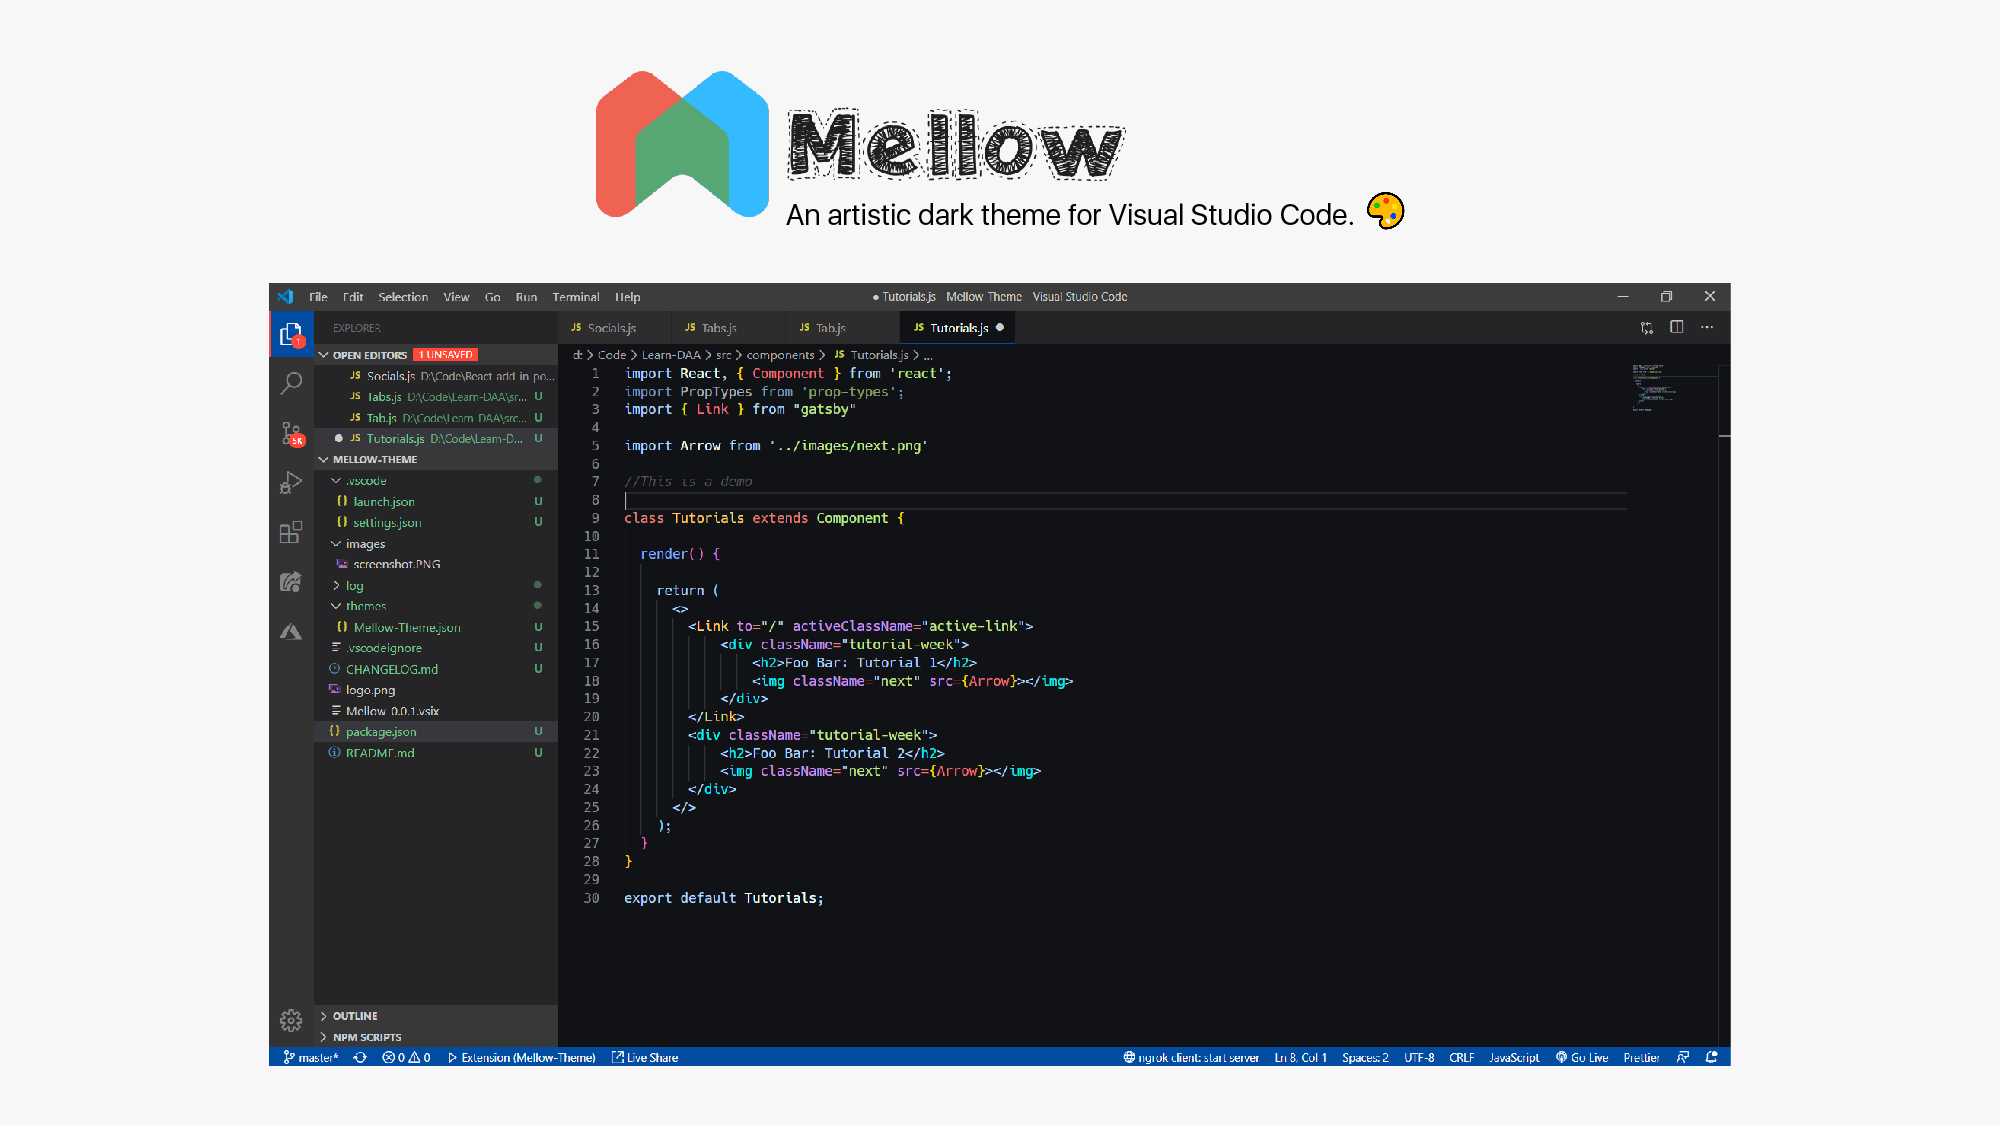 Mellow
An artistic dark theme for Visual Studio Code.
File Edit Selection View Go Run Terminal Help
● Tutorials.js Mellow Theme Visual Studio Code
EXPLORER
OPEN EDITORS 1 UNSAVED
JS Socials.js D:\Code\React add-in po...
JS Tabs.js D:\Code\Learn-DAA\sr... U
JS Tab.js D:\Code\Learn DAA\src... U
● JS Tutorials.js D:\Code\Learn-D... U
MELLOW-THEME
.vscode
{} launch.json U
{} settings.json U
images
screenshot.PNG
log
themes
{} Mellow-Theme.json U
.vscodeignore U
CHANGELOG.md U
logo.png
Mellow 0.0.1.vsix
{} package.json U
README.md U
OUTLINE
NPM SCRIPTS
1
5K
JS Socials.js JS Tabs.js JS Tab.js JS Tutorials.js ●
d: > Code > Learn-DAA > src > components > JS Tutorials.js > ...
1 import React, { Component } from 'react';
2 import PropTypes from 'prop-types';
3 import { Link } from "gatsby"
4
5 import Arrow from '../images/next.png'
6
7 //This is a demo
8
9 class Tutorials extends Component {
10
11 render() {
12
13 return (
14 <>
15 <Link to="/" activeClassName="active-link">
16 <div className="tutorial-week">
17 <h2>Foo Bar: Tutorial 1</h2>
18 <img className="next" src={Arrow}></img>
19 </div>
20 </Link>
21 <div className="tutorial-week">
22 <h2>Foo Bar: Tutorial 2</h2>
23 <img className="next" src={Arrow}></img>
24 </div>
25 </>
26 );
27 }
28 }
29
30 export default Tutorials;
master* 0 0 Extension (Mellow-Theme) Live Share
ngrok client: start server Ln 8, Col 1 Spaces: 2 UTF-8 CRLF JavaScript Go Live Prettier